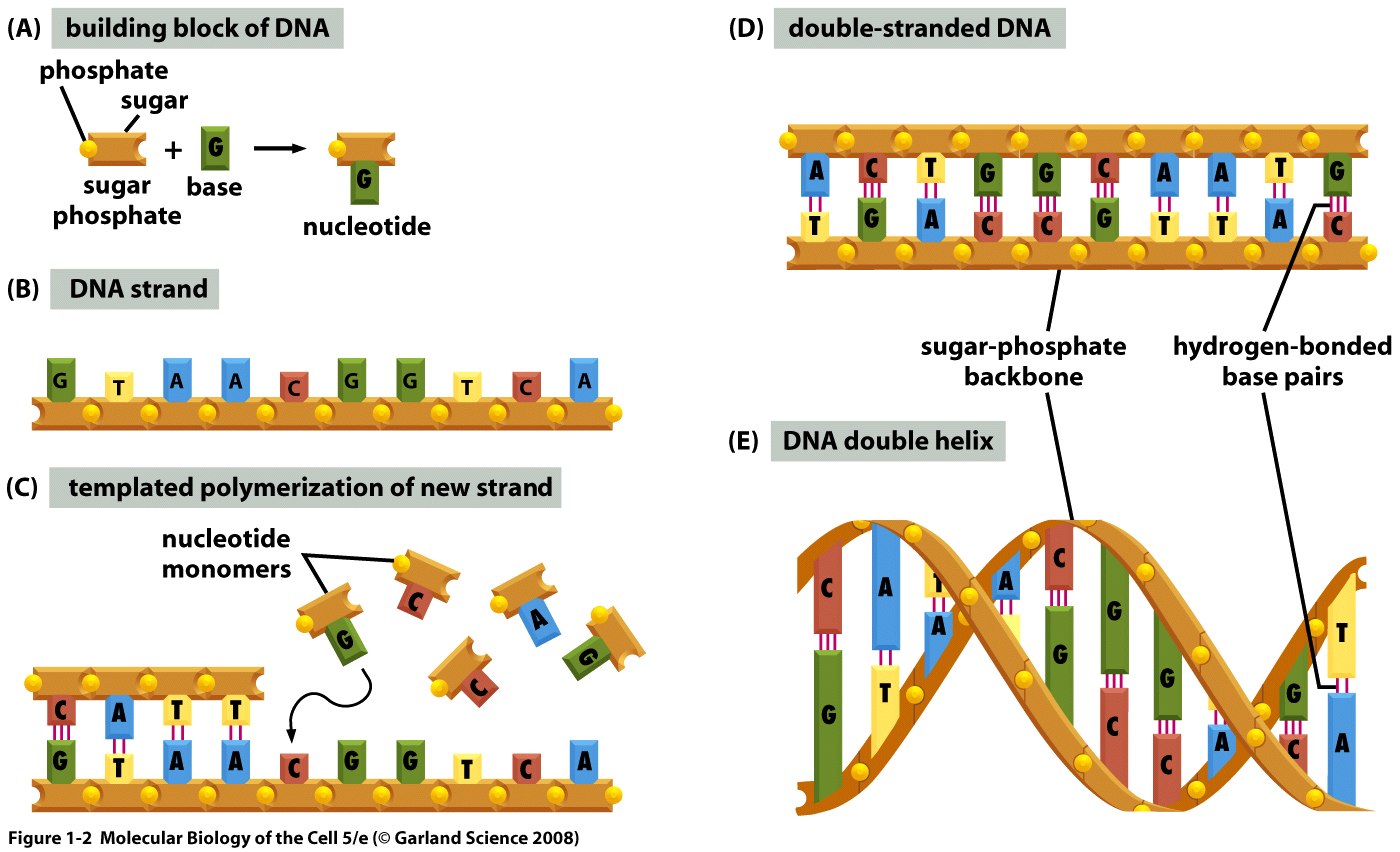 (A) building block of DNA
phosphate
sugar
+ G
sugar
phosphate
base
G
nucleotide
(B) DNA strand
G T A A C G G T C A
(C) templated polymerization of new strand
nucleotide
monomers
C
G
A
G
C
C A T T
G T A A C G G T C A
(D) double-stranded DNA
A C T G G C A A T G
T G A C C G T T A C
sugar-phosphate
backbone
hydrogen-bonded
base pairs
(E) DNA double helix
C A T A C G G G T
G T A G C C A C A
Figure 1-2 Molecular Biology of the Cell 5/e (© Garland Science 2008)